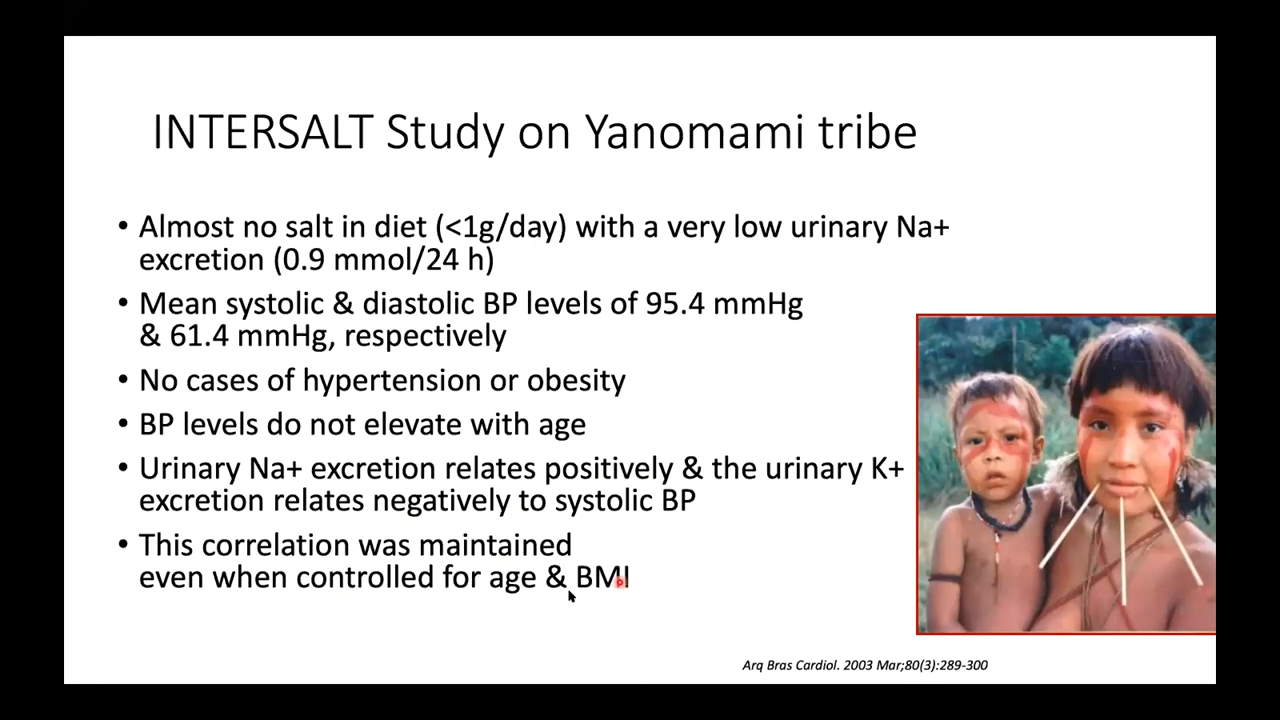 INTERSALT Study on Yanomami tribe
• Almost no salt in diet (<1g/day) with a very low urinary Na+
excretion (0.9 mmol/24 h)
• Mean systolic & diastolic BP levels of 95.4 mmHg
& 61.4 mmHg, respectively
• No cases of hypertension or obesity
• BP levels do not elevate with age
• Urinary Na+ excretion relates positively & the urinary K+
excretion relates negatively to systolic BP
• This correlation was maintained
even when controlled for age & BMI
Arq Bras Cardiol. 2003 Mar;80(3):289-300